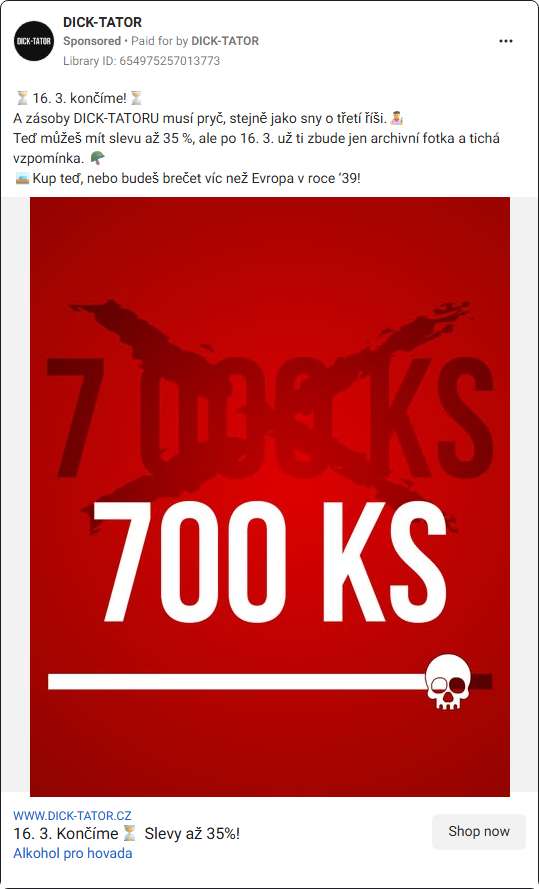 DICK-TATOR
DICK-TATOR
Sponsored • Paid for by DICK-TATOR
Library ID: 654975257013773
⏳ 16. 3. končíme! ⏳
A zásoby DICK-TATORU musí pryč, stejně jako sny o třetí říši.
Teď můžeš mít slevu až 35 %, ale po 16. 3. už ti zbude jen archivní fotka a tichá
vzpomínka. 🪖
Kup teď, nebo budeš brečet víc než Evropa v roce ‘39!
7 000 KS
700 KS
WWW.DICK-TATOR.CZ
16. 3. Končíme⏳ Slevy až 35%!
Alkohol pro hovada
Shop now